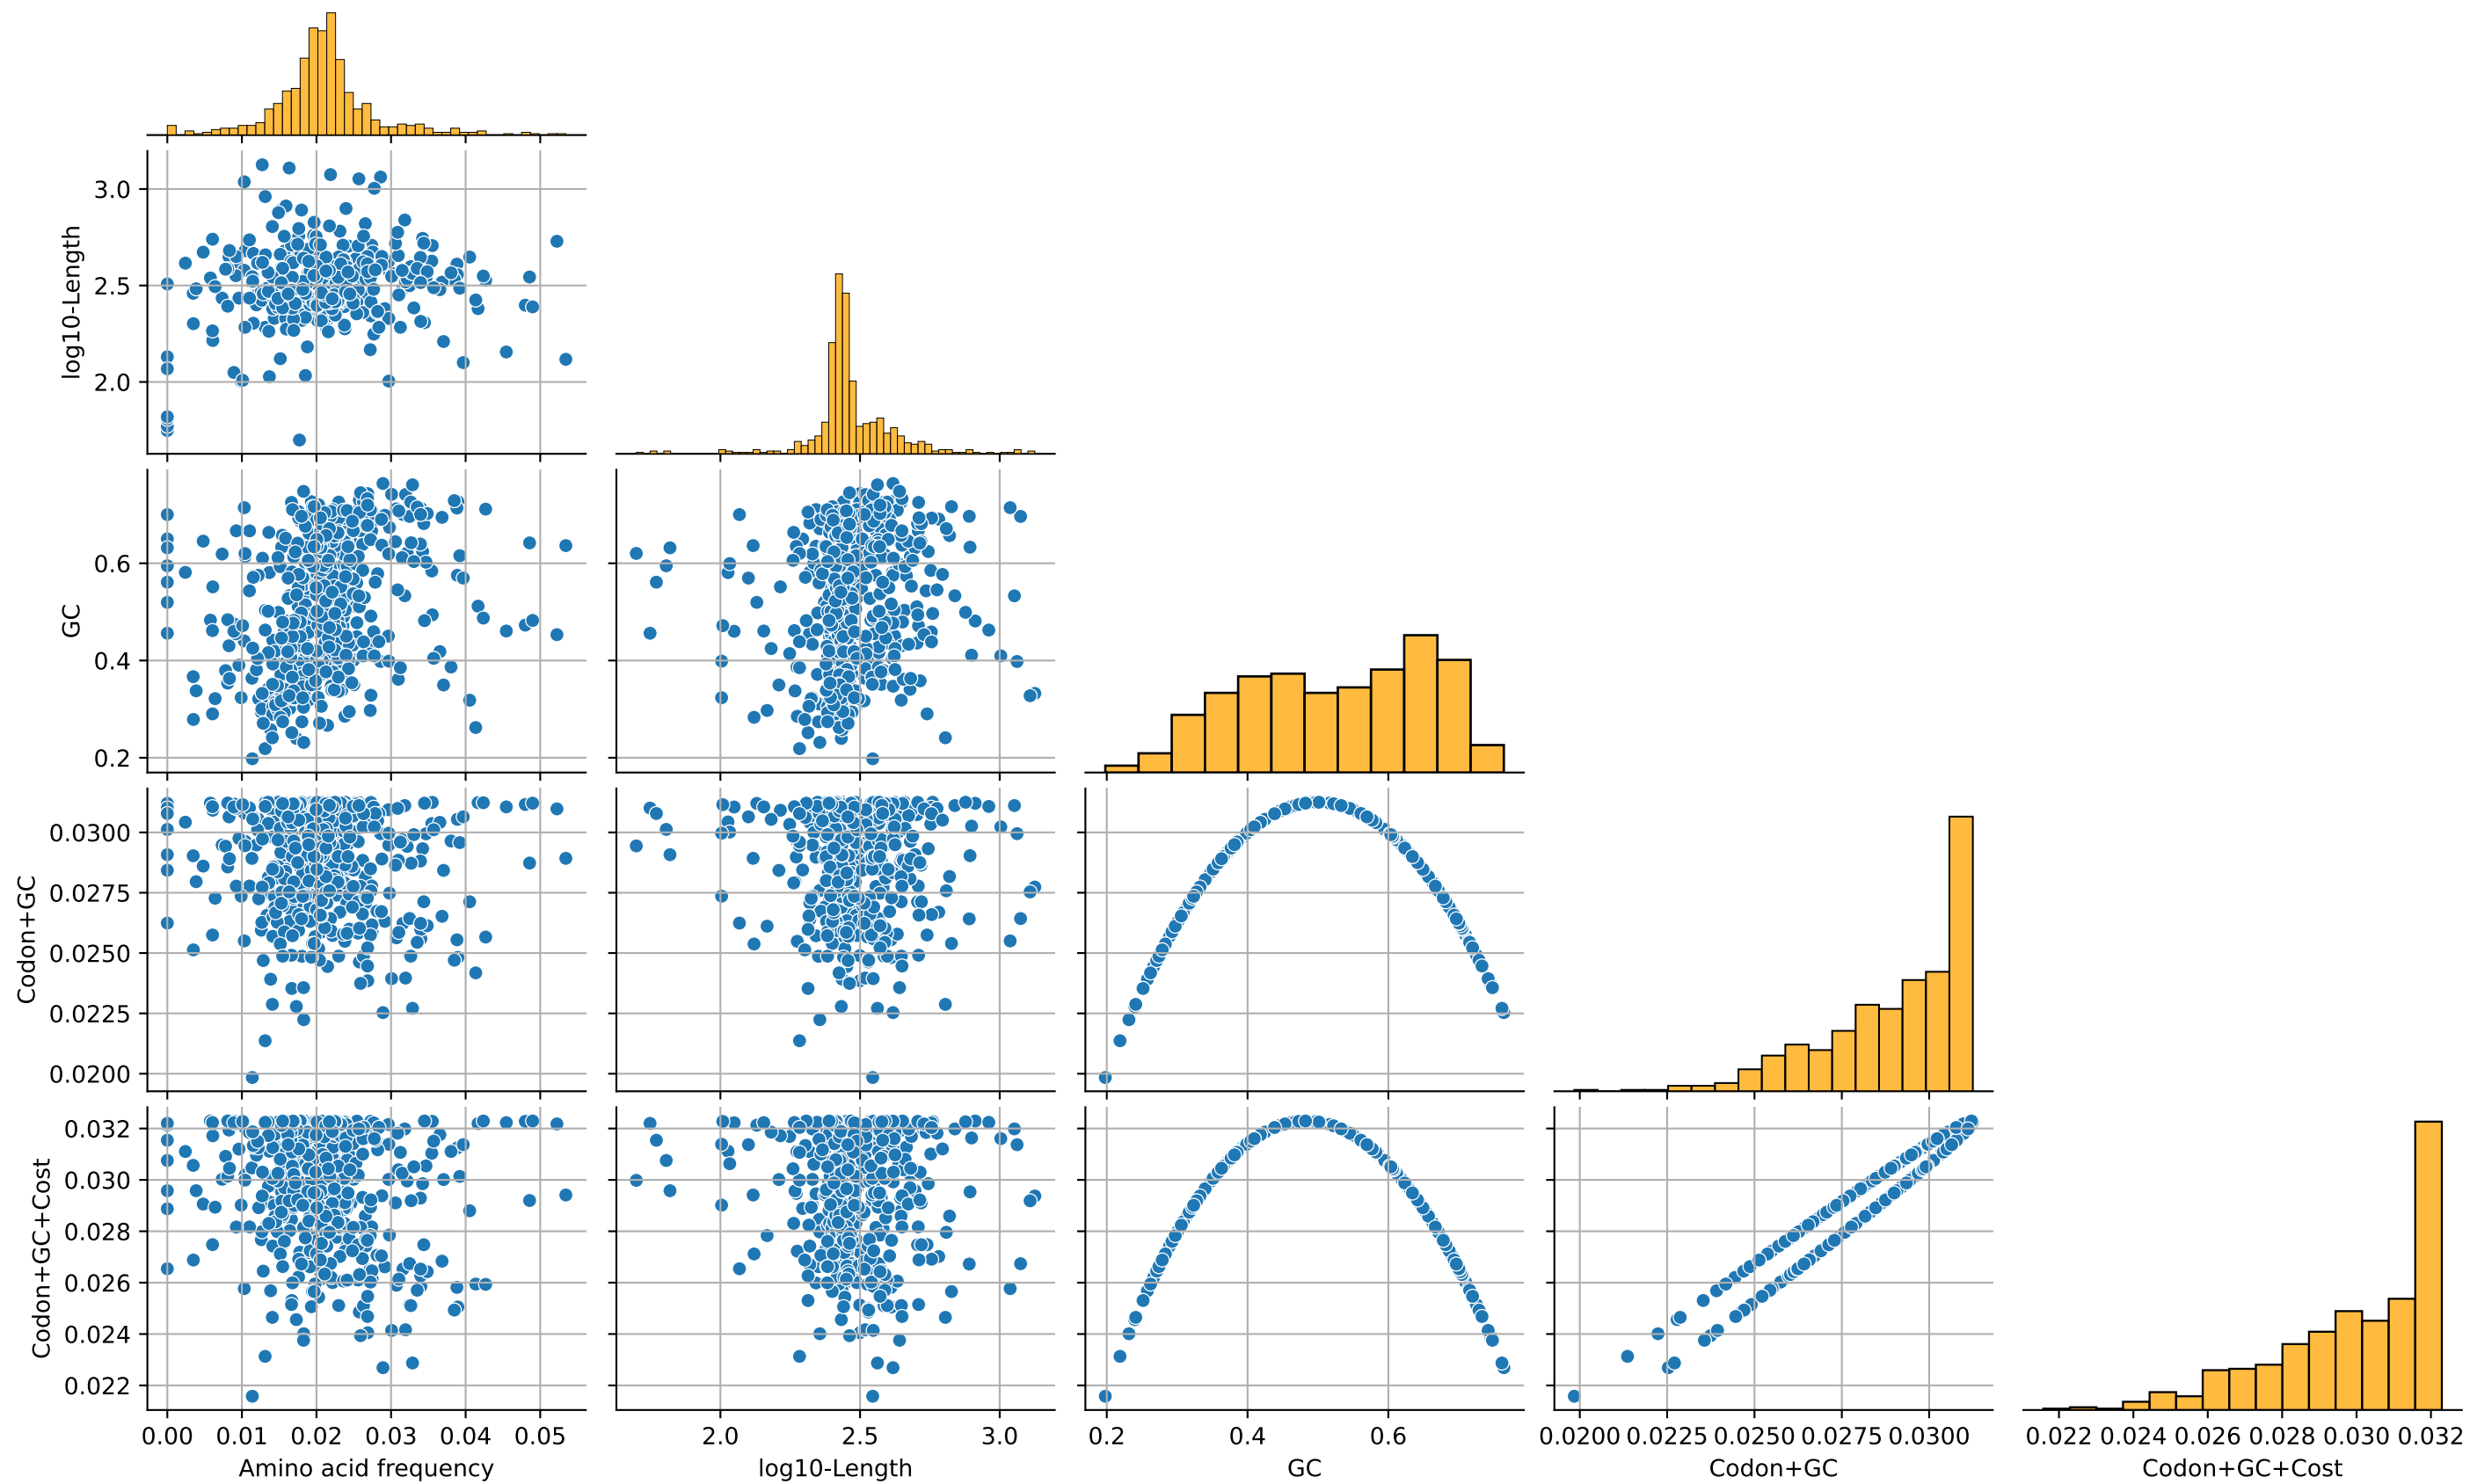 log10-Length
3.0
2.5
2.0
GC
0.6
0.4
0.2
Codon+GC
0.0300
0.0275
0.0250
0.0225
0.0200
Codon+GC+Cost
0.032
0.030
0.028
0.026
0.024
0.022
0.00 0.01 0.02 0.03 0.04 0.05
Amino acid frequency
2.0 2.5 3.0
log10-Length
0.2 0.4 0.6
GC
0.0200 0.0225 0.0250 0.0275 0.0300
Codon+GC
0.022 0.024 0.026 0.028 0.030 0.032
Codon+GC+Cost